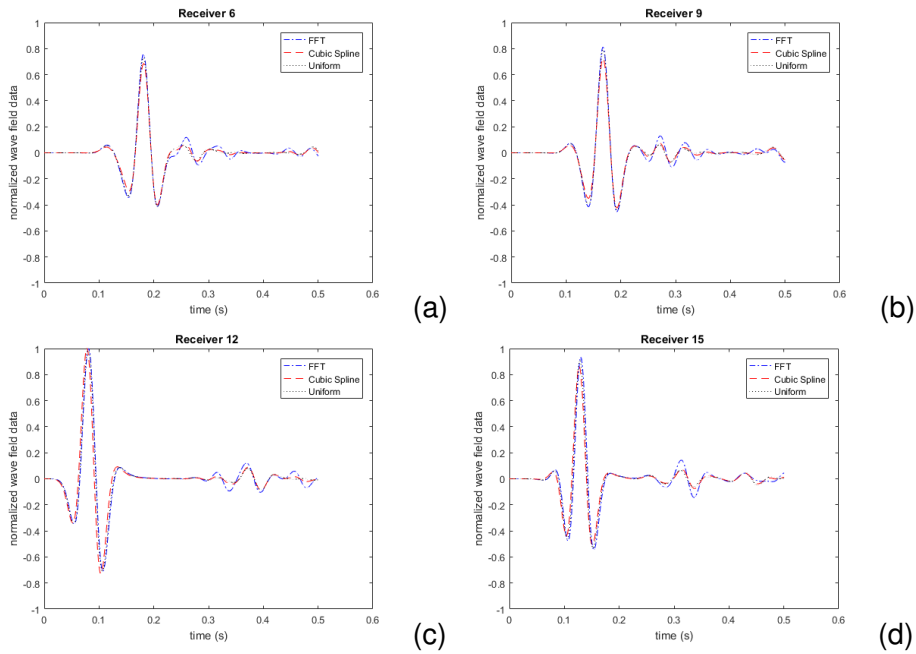 Receiver 6
normalized wave field data
1
0.8
0.6
0.4
0.2
0
-0.2
-0.4
-0.6
-0.8
-1
FFT
Cubic Spline
Uniform
0 0.1 0.2 0.3 0.4 0.5 0.6
time (s)
(a)
Receiver 9
normalized wave field data
1
0.8
0.6
0.4
0.2
0
-0.2
-0.4
-0.6
-0.8
-1
FFT
Cubic Spline
Uniform
0 0.1 0.2 0.3 0.4 0.5 0.6
time (s)
(b)
Receiver 12
normalized wave field data
1
0.8
0.6
0.4
0.2
0
-0.2
-0.4
-0.6
-0.8
-1
FFT
Cubic Spline
Uniform
0 0.1 0.2 0.3 0.4 0.5 0.6
time (s)
(c)
Receiver 15
normalized wave field data
1
0.8
0.6
0.4
0.2
0
-0.2
-0.4
-0.6
-0.8
-1
FFT
Cubic Spline
Uniform
0 0.1 0.2 0.3 0.4 0.5 0.6
time (s)
(d)